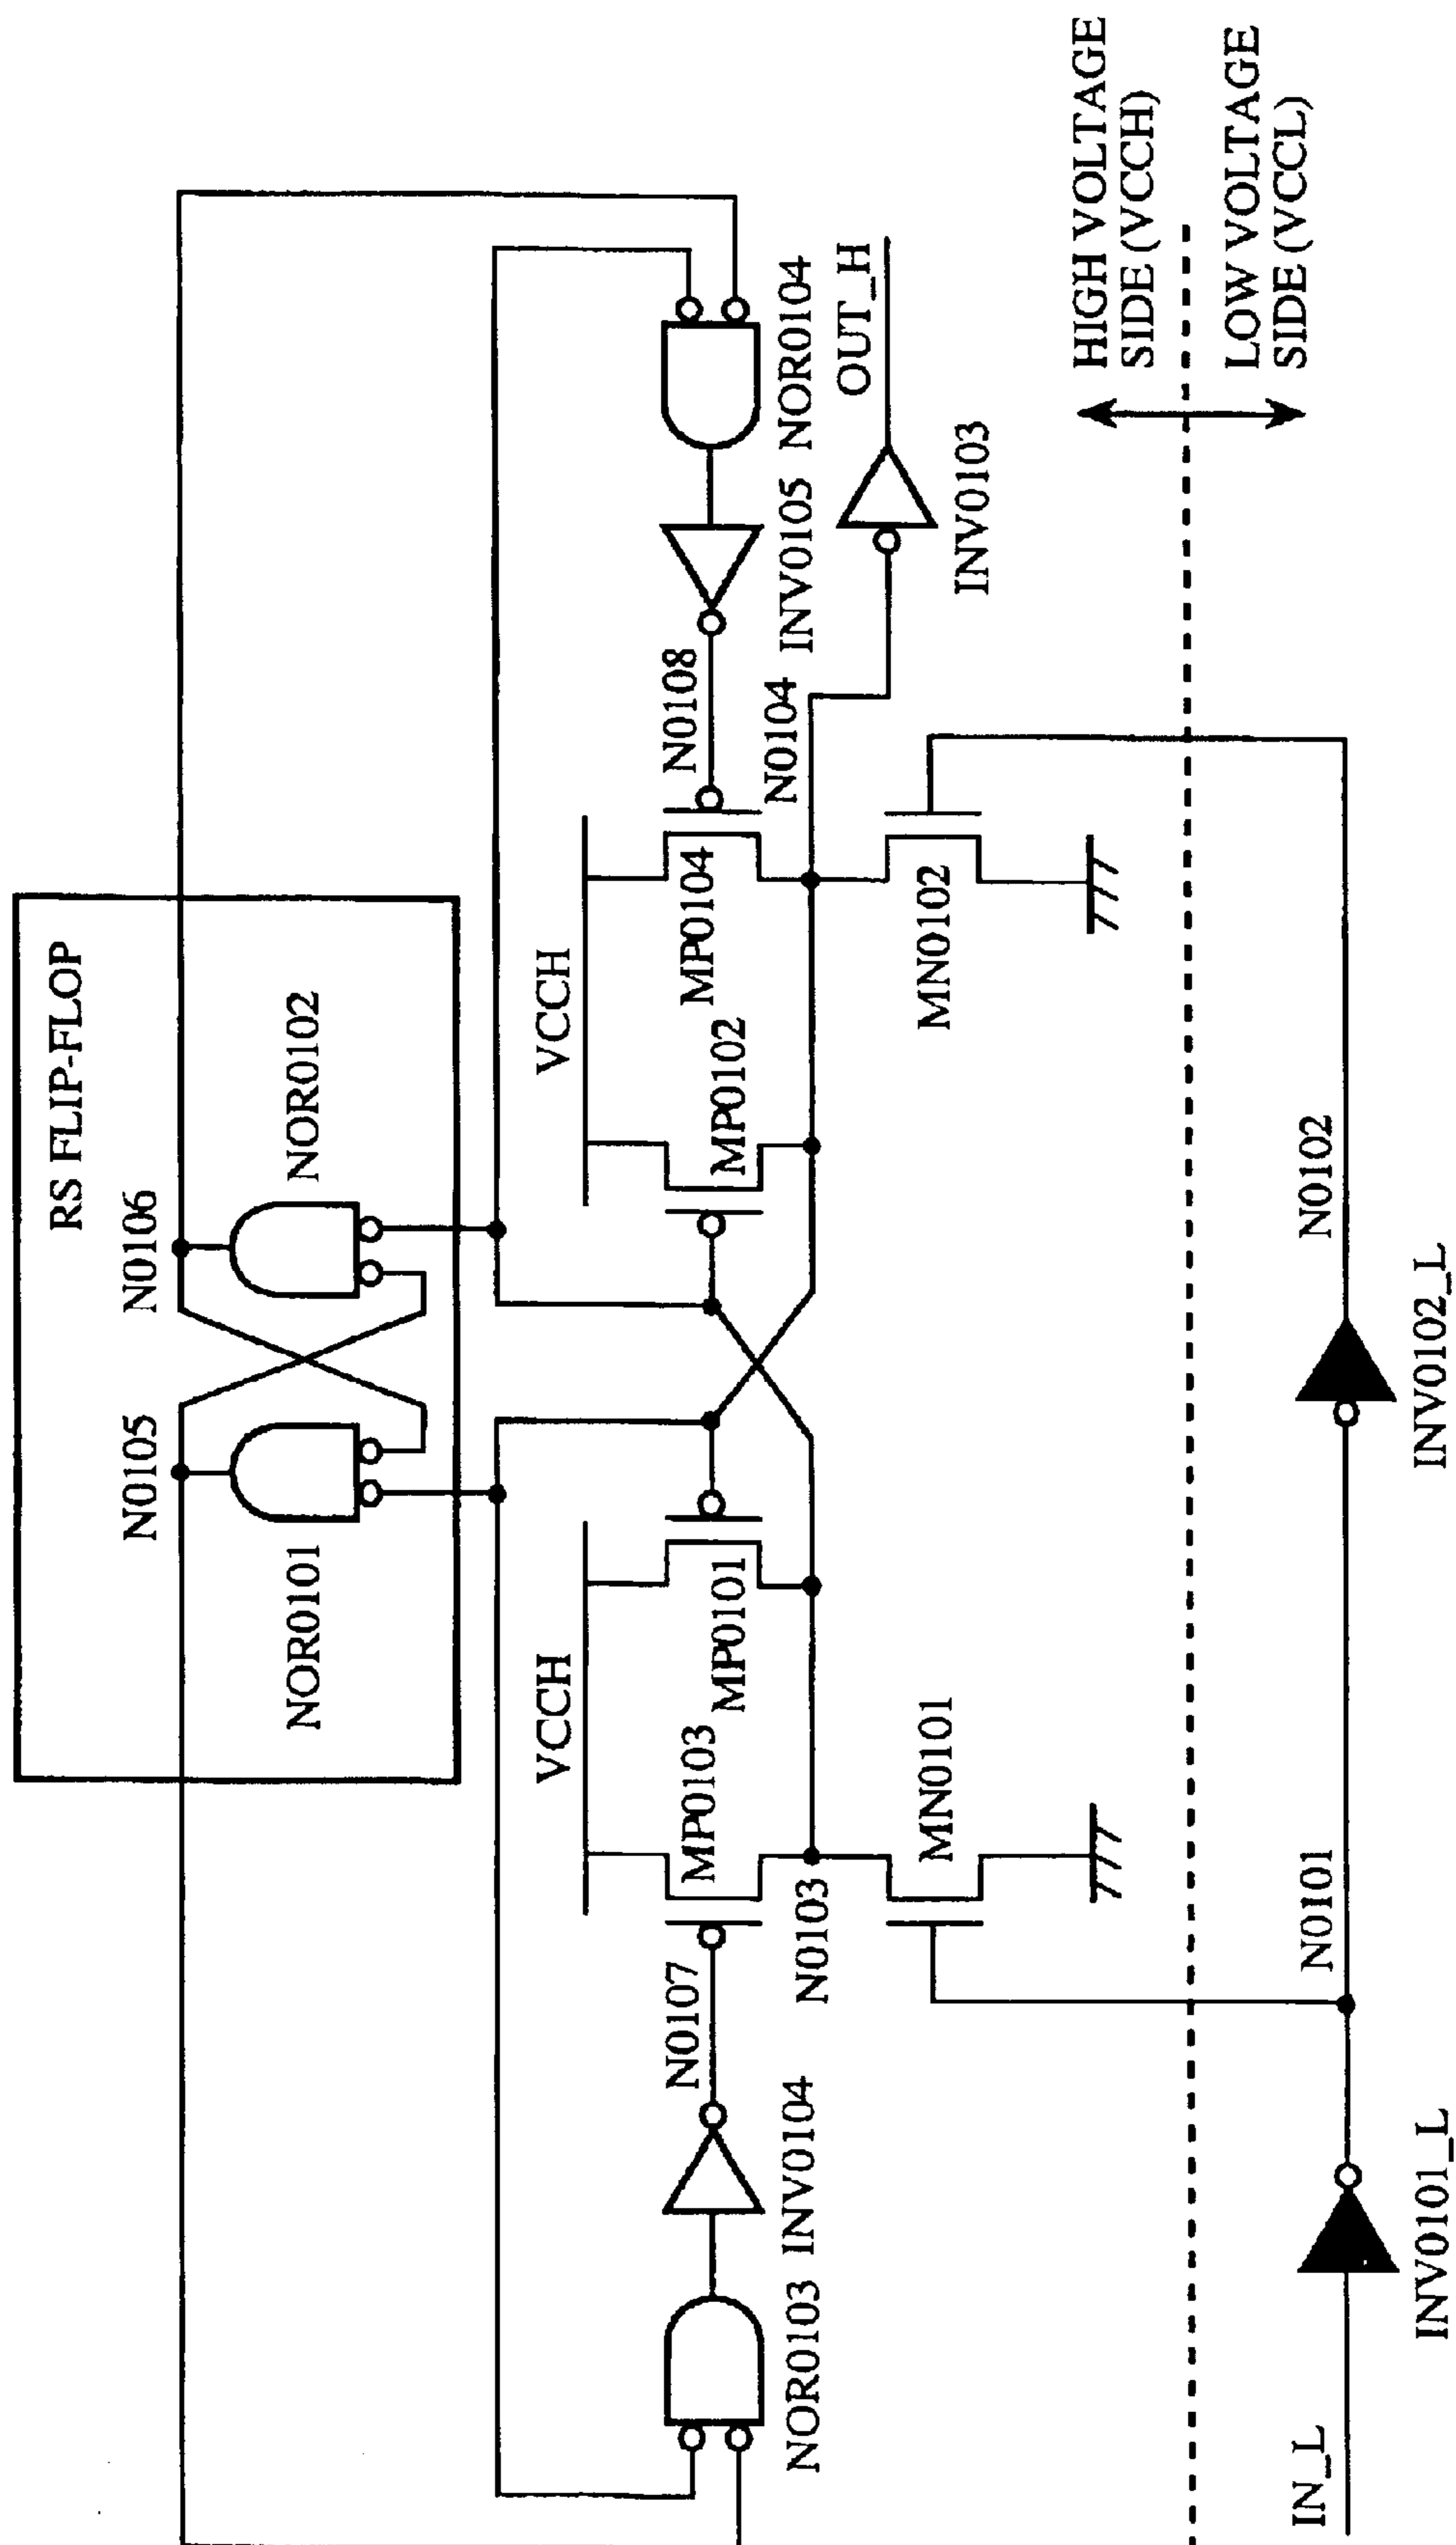 RS FLIP-FLOP
N0105
N0106
NOR0101
NOR0102
VCCH
VCCH
N0107
MP0103
MP0101
MP0102
MP0104
N0108
NOR0103
INV0104
N0103
N0104
INV0105
NOR0104
OUT_H
MN0101
MN0102
INV0103
HIGH VOLTAGE
SIDE (VCCH)
LOW VOLTAGE
SIDE (VCCL)
IN_L
N0101
N0102
INV0101_L
INV0102_L